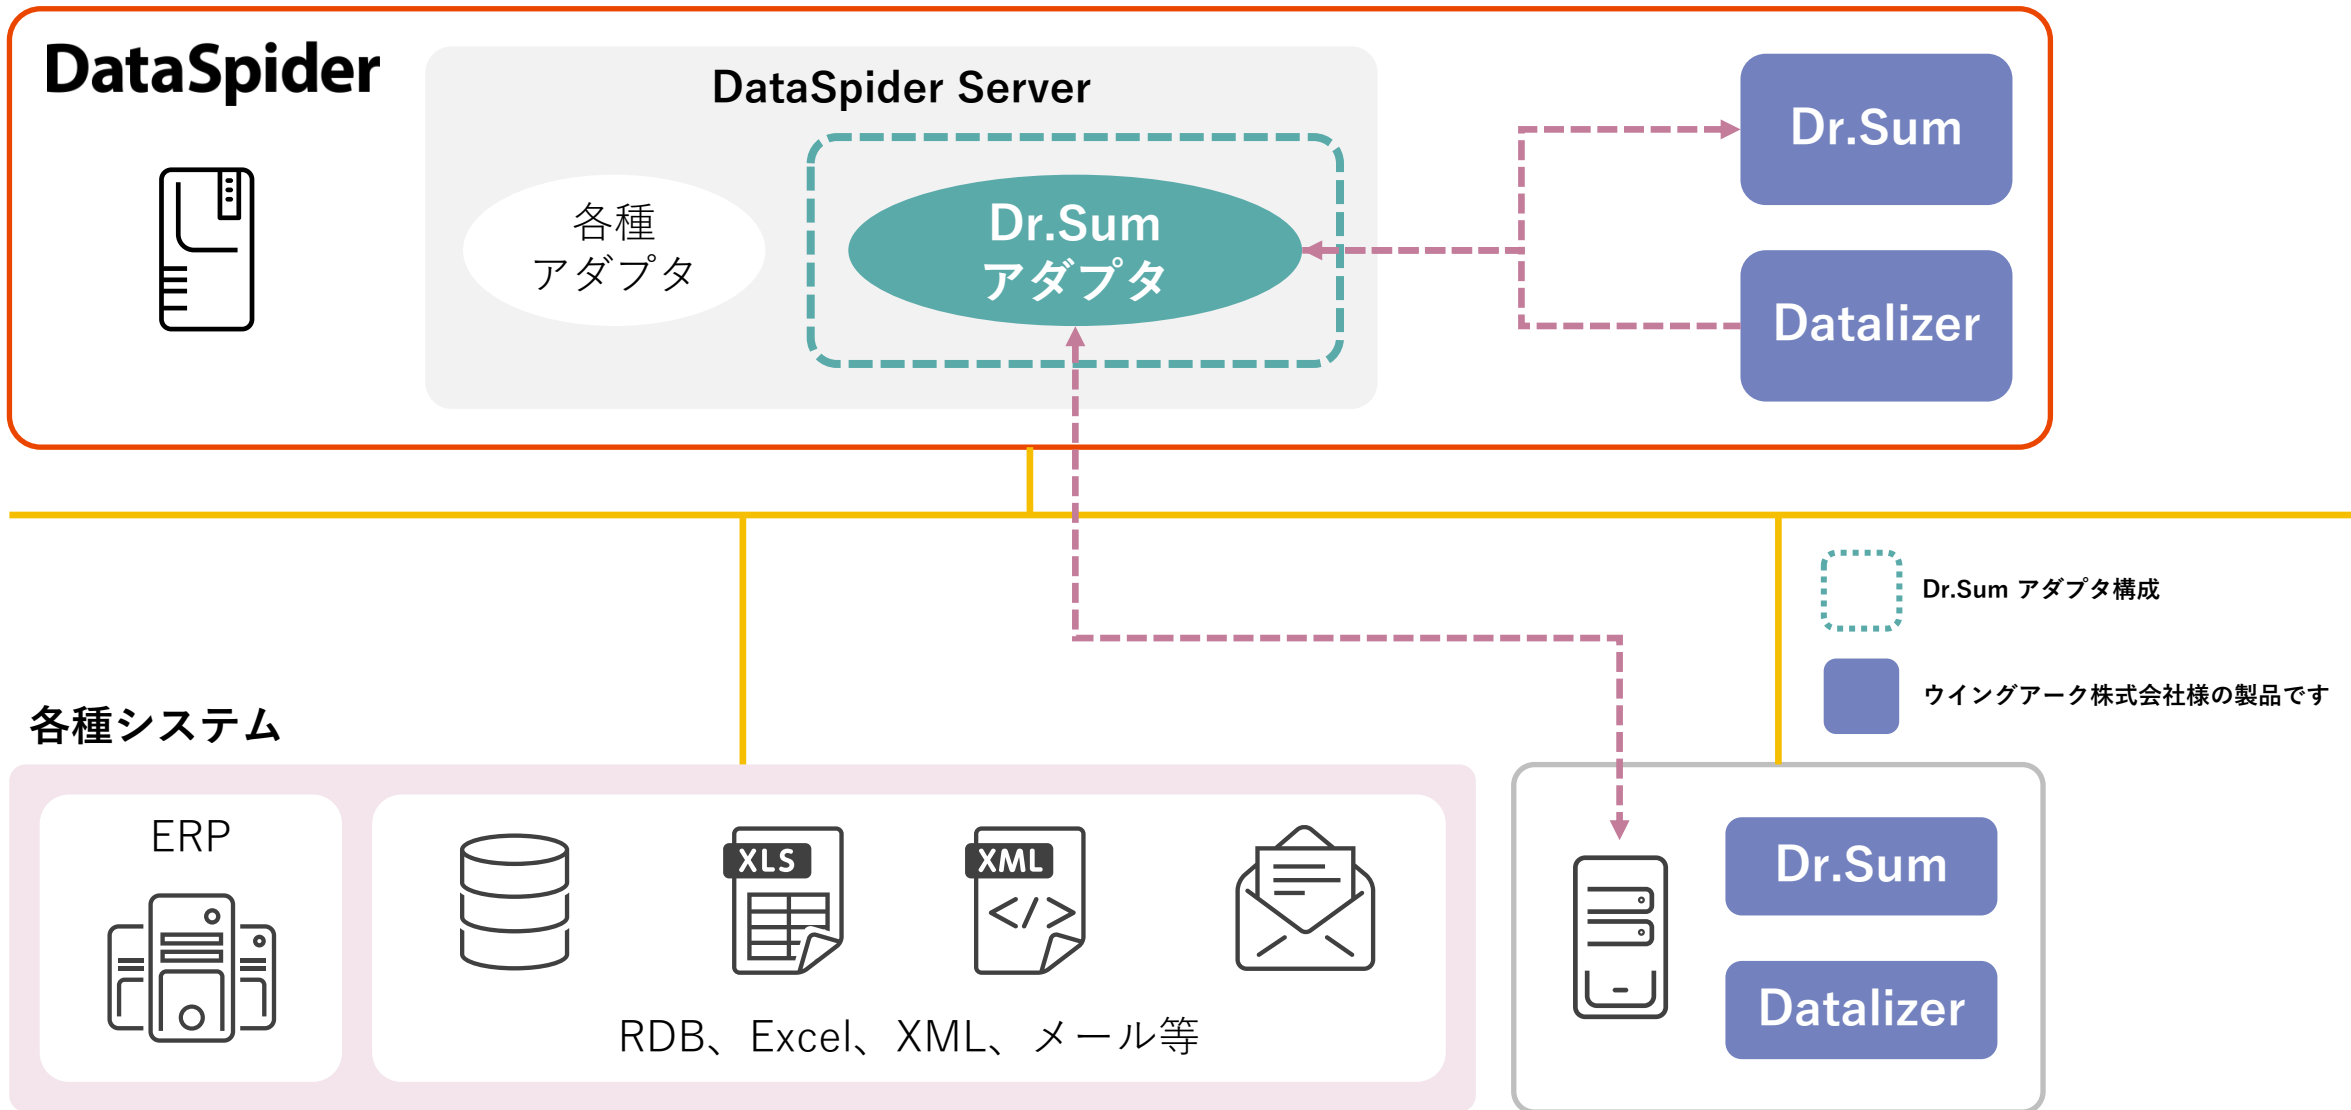 DataSpider
DataSpider Server
各種
アダプタ
Dr.Sum
アダプタ
Dr.Sum
Datalizer
Dr.Sum アダプタ構成
ウイングアーク株式会社様の製品です
各種システム
ERP
XLS
XML
</>
RDB、Excel、XML、メール等
Dr.Sum
Datalizer